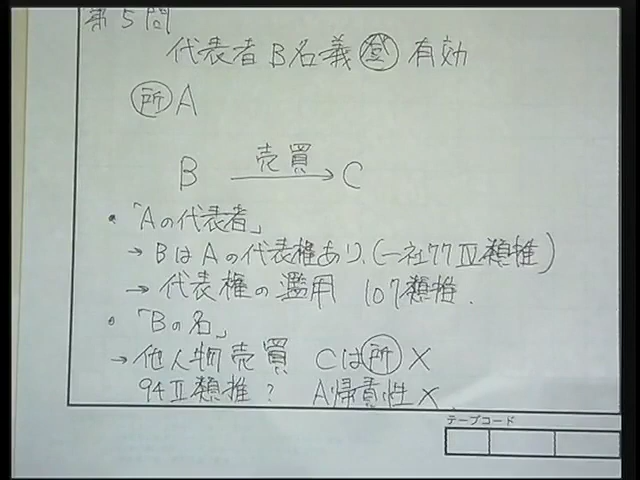 第5問
代表者B名義㊞有効
所 A
売買
B → C
・「Aの代表者」
→ BはAの代表権あり、(一社77Ⅳ類推)
→ 代表権の濫用 107類推.
・「Bの名」
→ 他人物売買 Cは所×
94Ⅱ類推? A帰責性×
テープコード